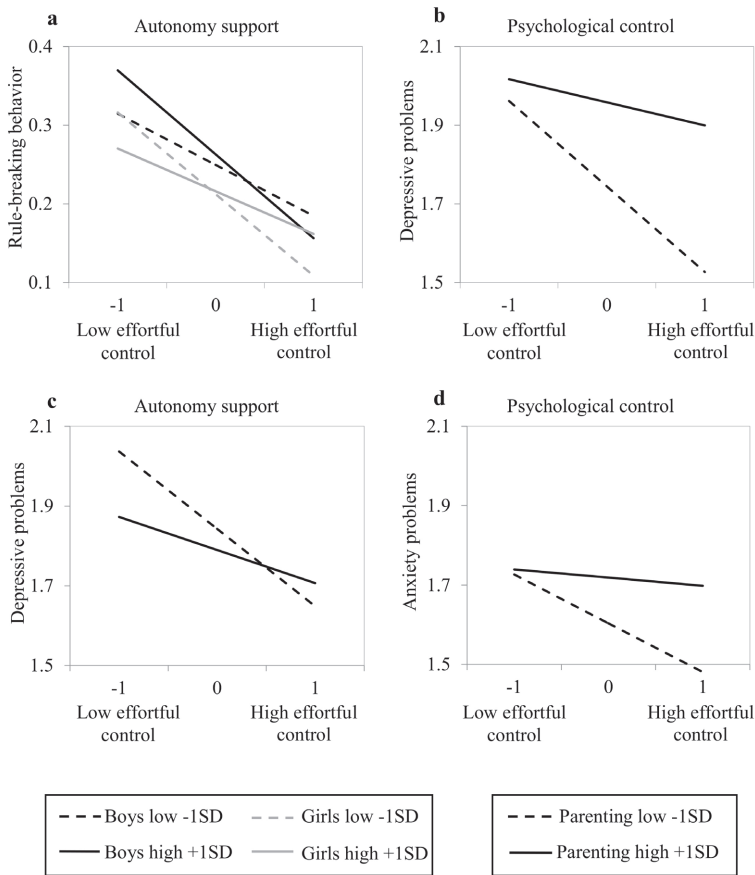 a
Autonomy support
0.4
0.3
0.2
0.1
Rule-breaking behavior
-1
0
1
Low effortful
control
High effortful
control
b
Psychological control
2.1
1.9
1.7
1.5
Depressive problems
-1
0
1
Low effortful
control
High effortful
control
c
Autonomy support
2.1
1.9
1.7
1.5
Depressive problems
-1
0
1
Low effortful
control
High effortful
control
d
Psychological control
2.1
1.9
1.7
1.5
Anxiety problems
-1
0
1
Low effortful
control
High effortful
control
Boys low -1SD
Girls low -1SD
Boys high +1SD
Girls high +1SD
Parenting low -1SD
Parenting high +1SD